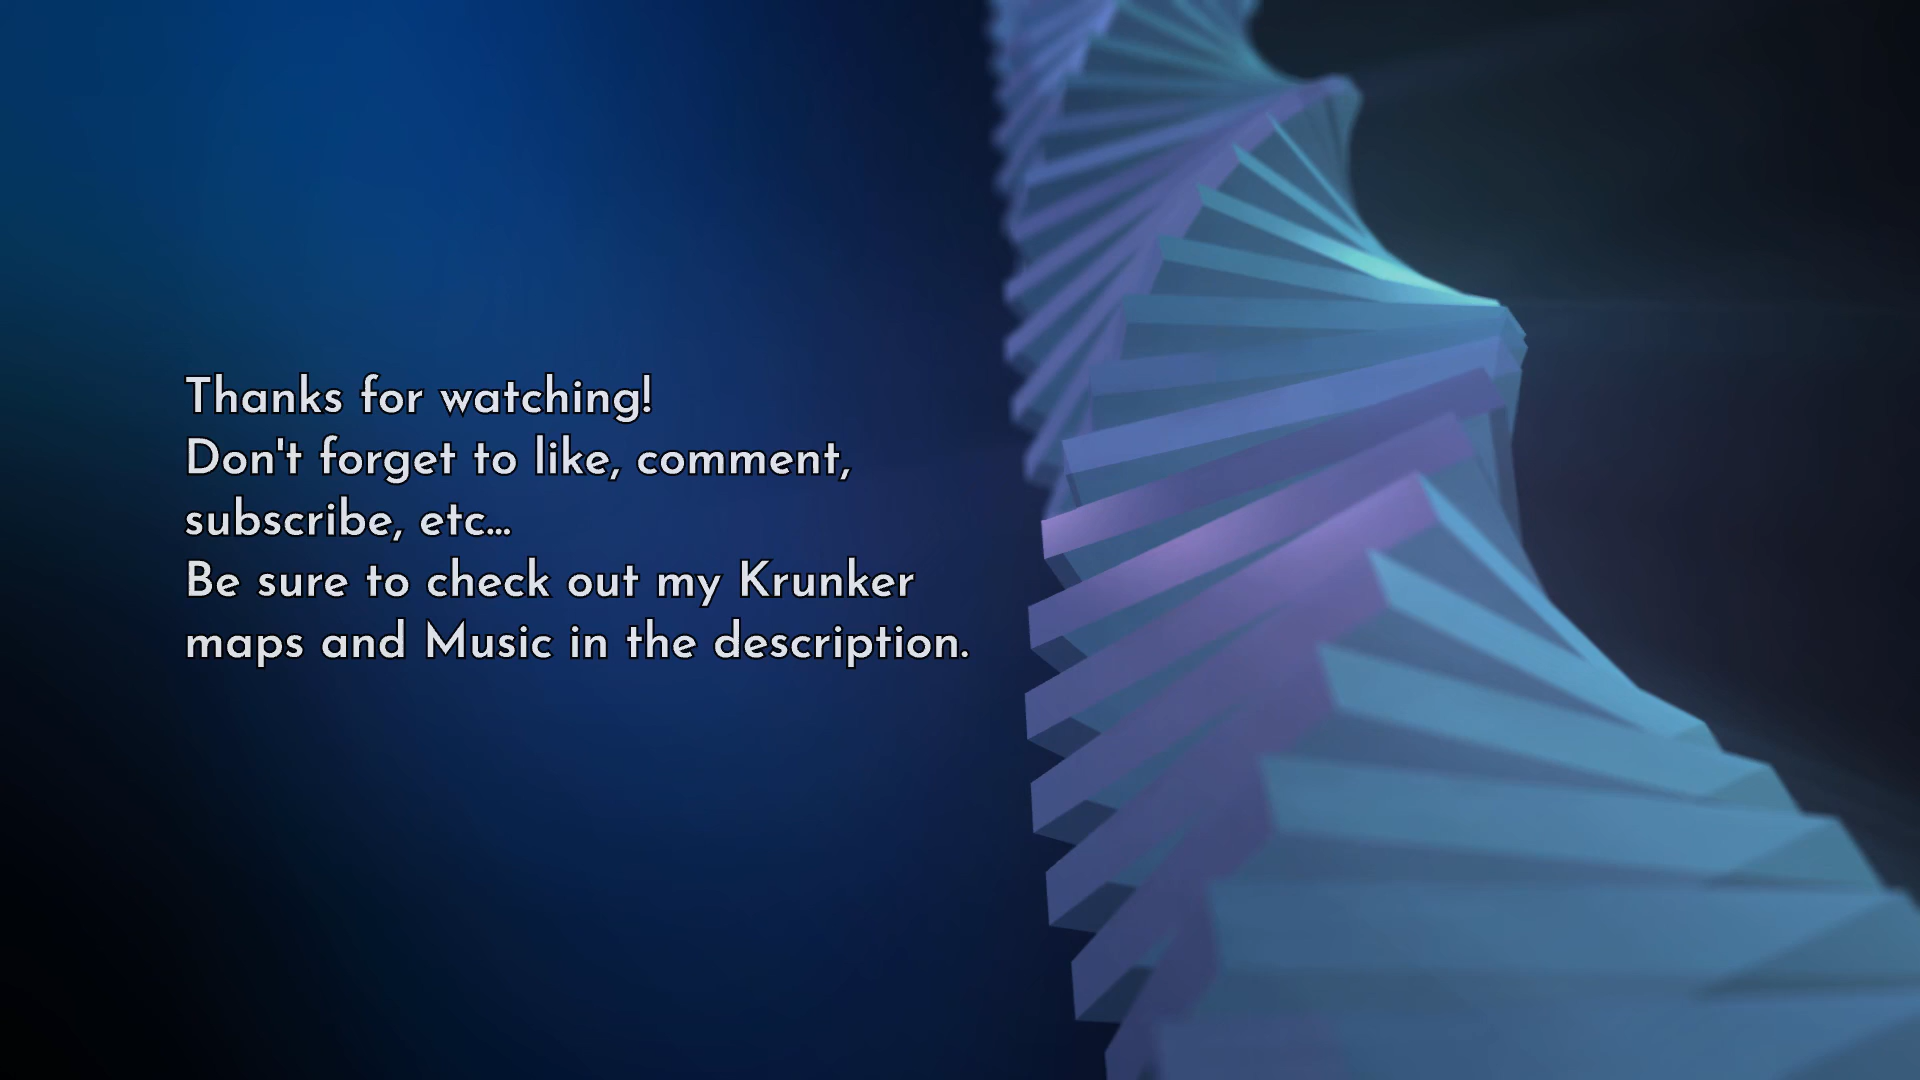 Thanks for watching!
Don't forget to like, comment,
subscribe, etc...
Be sure to check out my Krunker
maps and Music in the description.